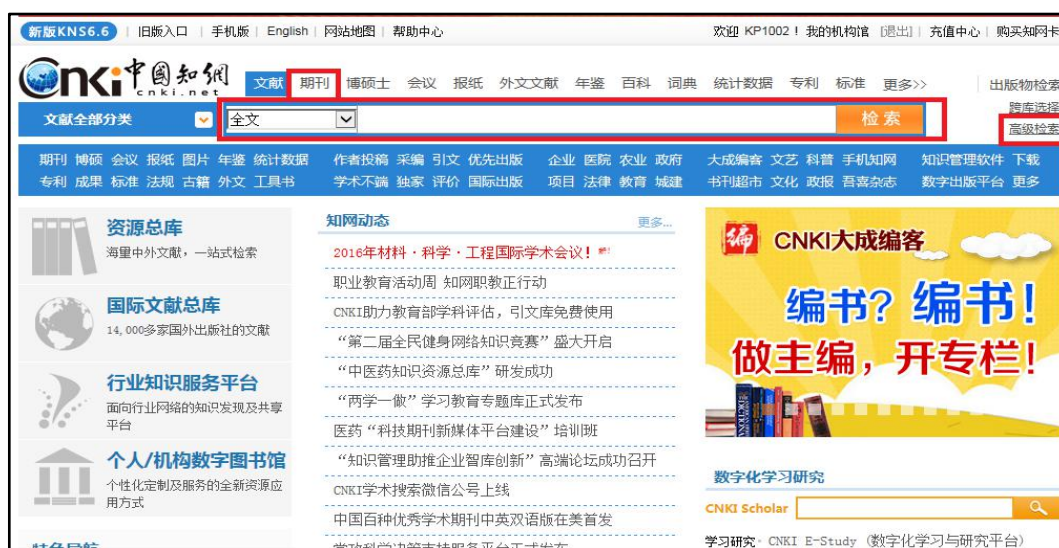 新版KNS6.6 | 旧版入口 | 手机版 | English | 网站地图 | 帮助中心
欢迎 KP1002！我的机构馆 [退出] | 充值中心 | 购买知网卡
CNKI中国知网
cnki.net
文献 期刊 博硕士 会议 报纸 外文文献 年鉴 百科 词典 统计数据 专利 标准 更多>>
出版物检索
文献全部分类 全文 检索
跨库选择
高级检索
期刊 博硕 会议 报纸 图片 年鉴 统计数据
专利 成果 标准 法规 古籍 外文 工具书
作者投稿 采编 引文 优先出版
学术不端 独家 评价 国际出版
企业 医院 农业 政府
项目 法律 教育 城建
大成编客 文艺 科普 手机知网
书刊超市 文化 政报 吾喜杂志
知识管理软件 下载
数字出版平台 更多
资源总库
海量中外文献，一站式检索
国际文献总库
14,000多家国外出版社的文献
行业知识服务平台
面向行业网络的知识发现及共享
平台
个人/机构数字图书馆
个性化定制及服务的全新资源应
用方式
知网动态 更多...
2016年材料·科学·工程国际学术会议！
职业教育活动周 知网职教正行动
CNKI助力教育部学科评估，引文库免费使用
“第二届全民健身网络知识竞赛”盛大开启
“中医药知识资源总库”研发成功
“两学一做”学习教育专题库正式发布
医药“科技期刊新媒体平台建设”培训班
“知识管理助推企业智库创新”高端论坛成功召开
CNKI学术搜索微信公号上线
中国百种优秀学术期刊中英双语版在美首发
编 CNKI大成编客
编书？编书！
做主编，开专栏！
数字化学习研究
CNKI Scholar
学习研究· CNKI E-Study（数字化学习与研究平台）